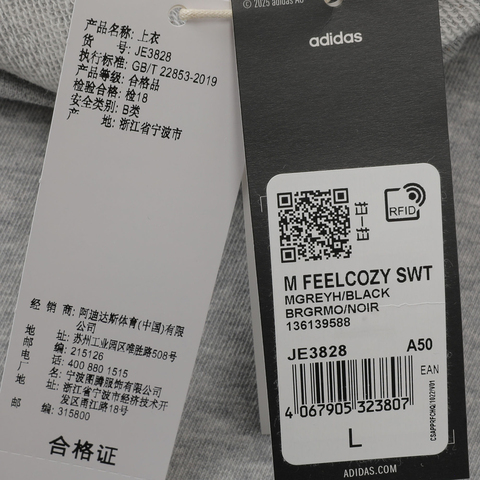 产品名称: 上衣
货 号: JE3828
执行标准: GB/T 22853-2019
产品等级: 合格品
检验合格: 检18
安全类别: B类
产 地: 浙江省宁波市
经 销 商: 阿迪达斯体育(中国)有限
公司
地 址: 苏州工业园区唯胜路508号
邮 编: 215126
电 话: 400 880 1515
厂 名: 宁波图腾服饰有限公司
地 址: 浙江省宁波市经济技术开
发区甬江路18号
邮 编: 315800
合格证
© 2025 adidas AG
adidas
RFID
M FEELCOZY SWT
MGREYH/BLACK
BRGRMO/NOIR
136139588
JE3828 A50
EAN
4 067905 323807
L
ADIDAS.COM